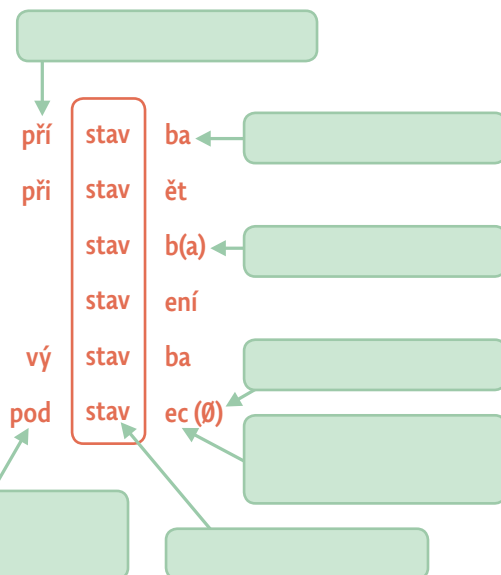 pří stav ba
při stav ět
stav b(a)
stav ení
vý stav ba
pod stav ec (Ø)